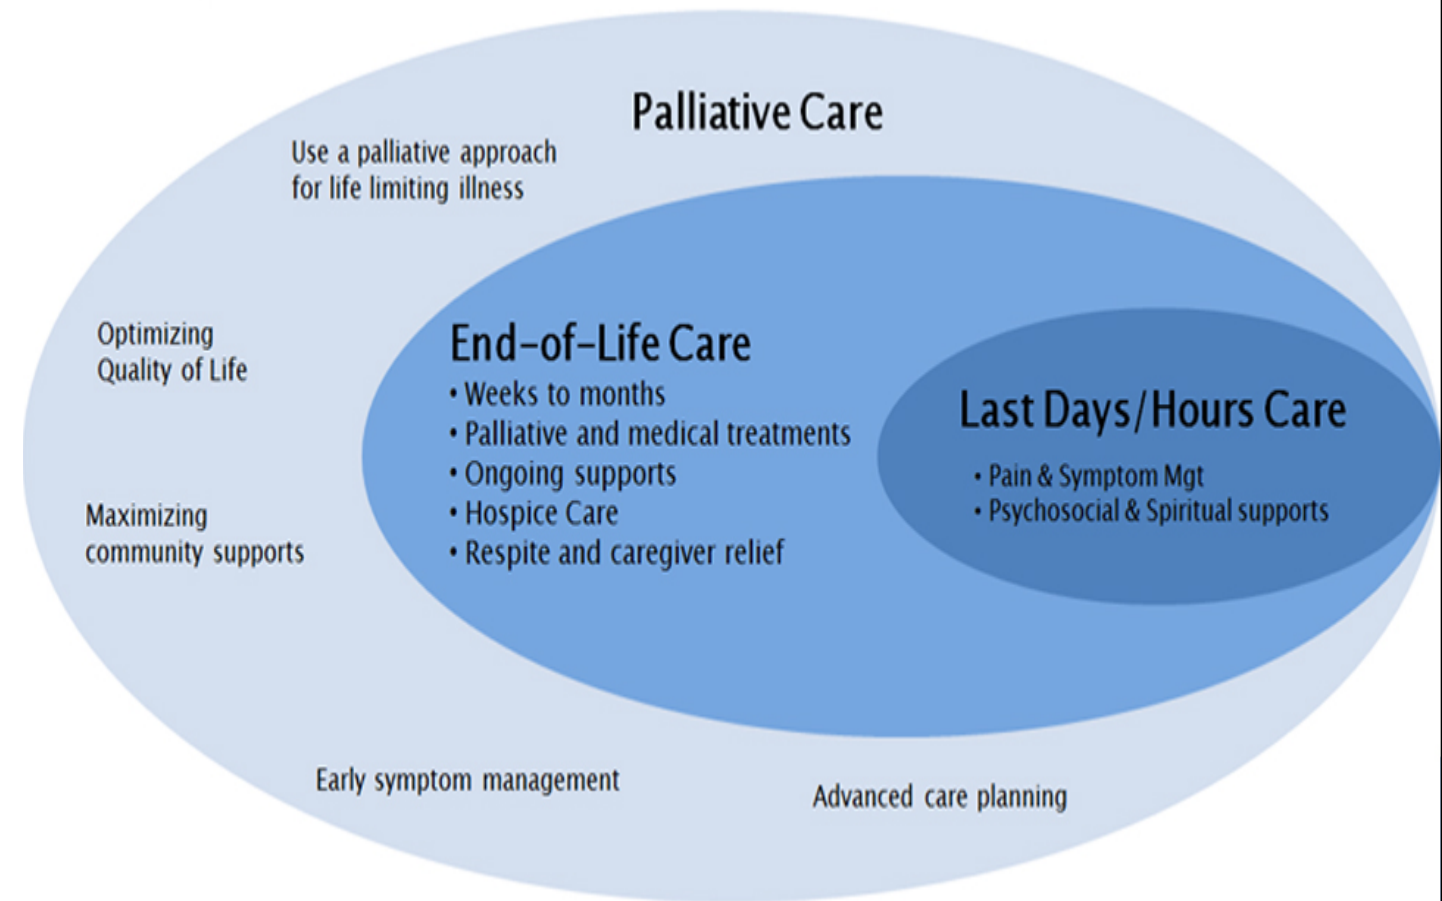 Palliative Care
Use a palliative approach
for life limiting illness
Optimizing
Quality of Life
Maximizing
community supports
End-of-Life Care
• Weeks to months
• Palliative and medical treatments
• Ongoing supports
• Hospice Care
• Respite and caregiver relief
Last Days/Hours Care
• Pain & Symptom Mgt
• Psychosocial & Spiritual supports
Early symptom management
Advanced care planning